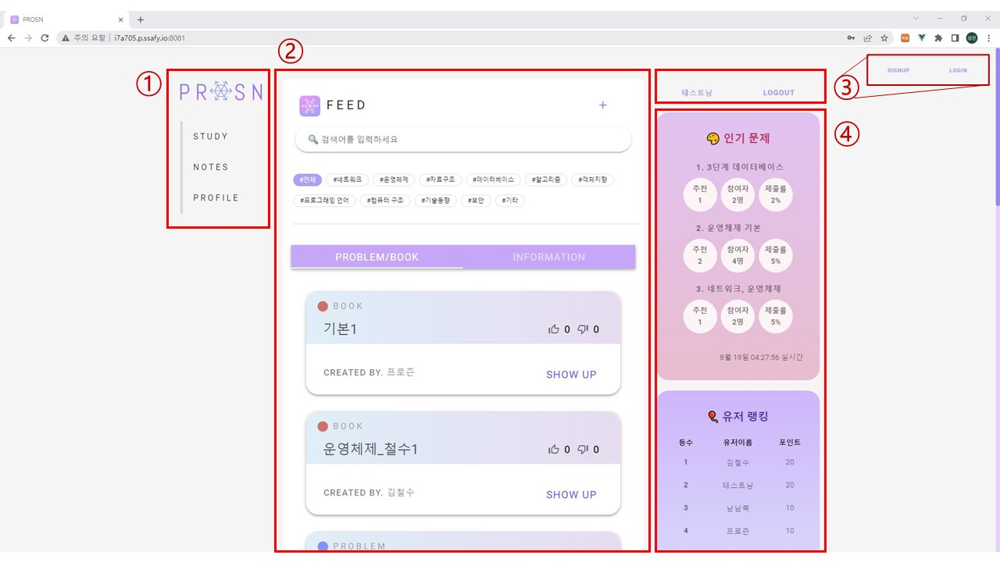 PROSN
주의 요함 | i7a705.p.ssafy.io:8081
①
PROSN
STUDY
NOTES
PROFILE
②
FEED +
검색어를 입력하세요
#전체 #네트워크 #운영체제 #자료구조 #데이터베이스 #알고리즘 #객체지향
#프로그래밍 언어 #컴퓨터 구조 #기술동향 #보안 #기타
PROBLEM/BOOK INFORMATION
BOOK
기본1 0 0
CREATED BY. 프로즌 SHOW UP
BOOK
운영체제_철수1 0 0
CREATED BY. 김철수 SHOW UP
PROBLEM
③
SIGNUP LOGIN
테스트남 LOGOUT
④
인기 문제
1. 3단계 데이터베이스
추천 참여자 제출률
1 2명 2%
2. 운영체제 기본
추천 참여자 제출률
2 4명 5%
3. 네트워크, 운영체제
추천 참여자 제출률
1 2명 5%
8월 19일 04:27:56 실시간
유저 랭킹
등수 유저이름 포인트
1 김철수 20
2 테스트남 20
3 남남쪽 10
4 프로즌 10